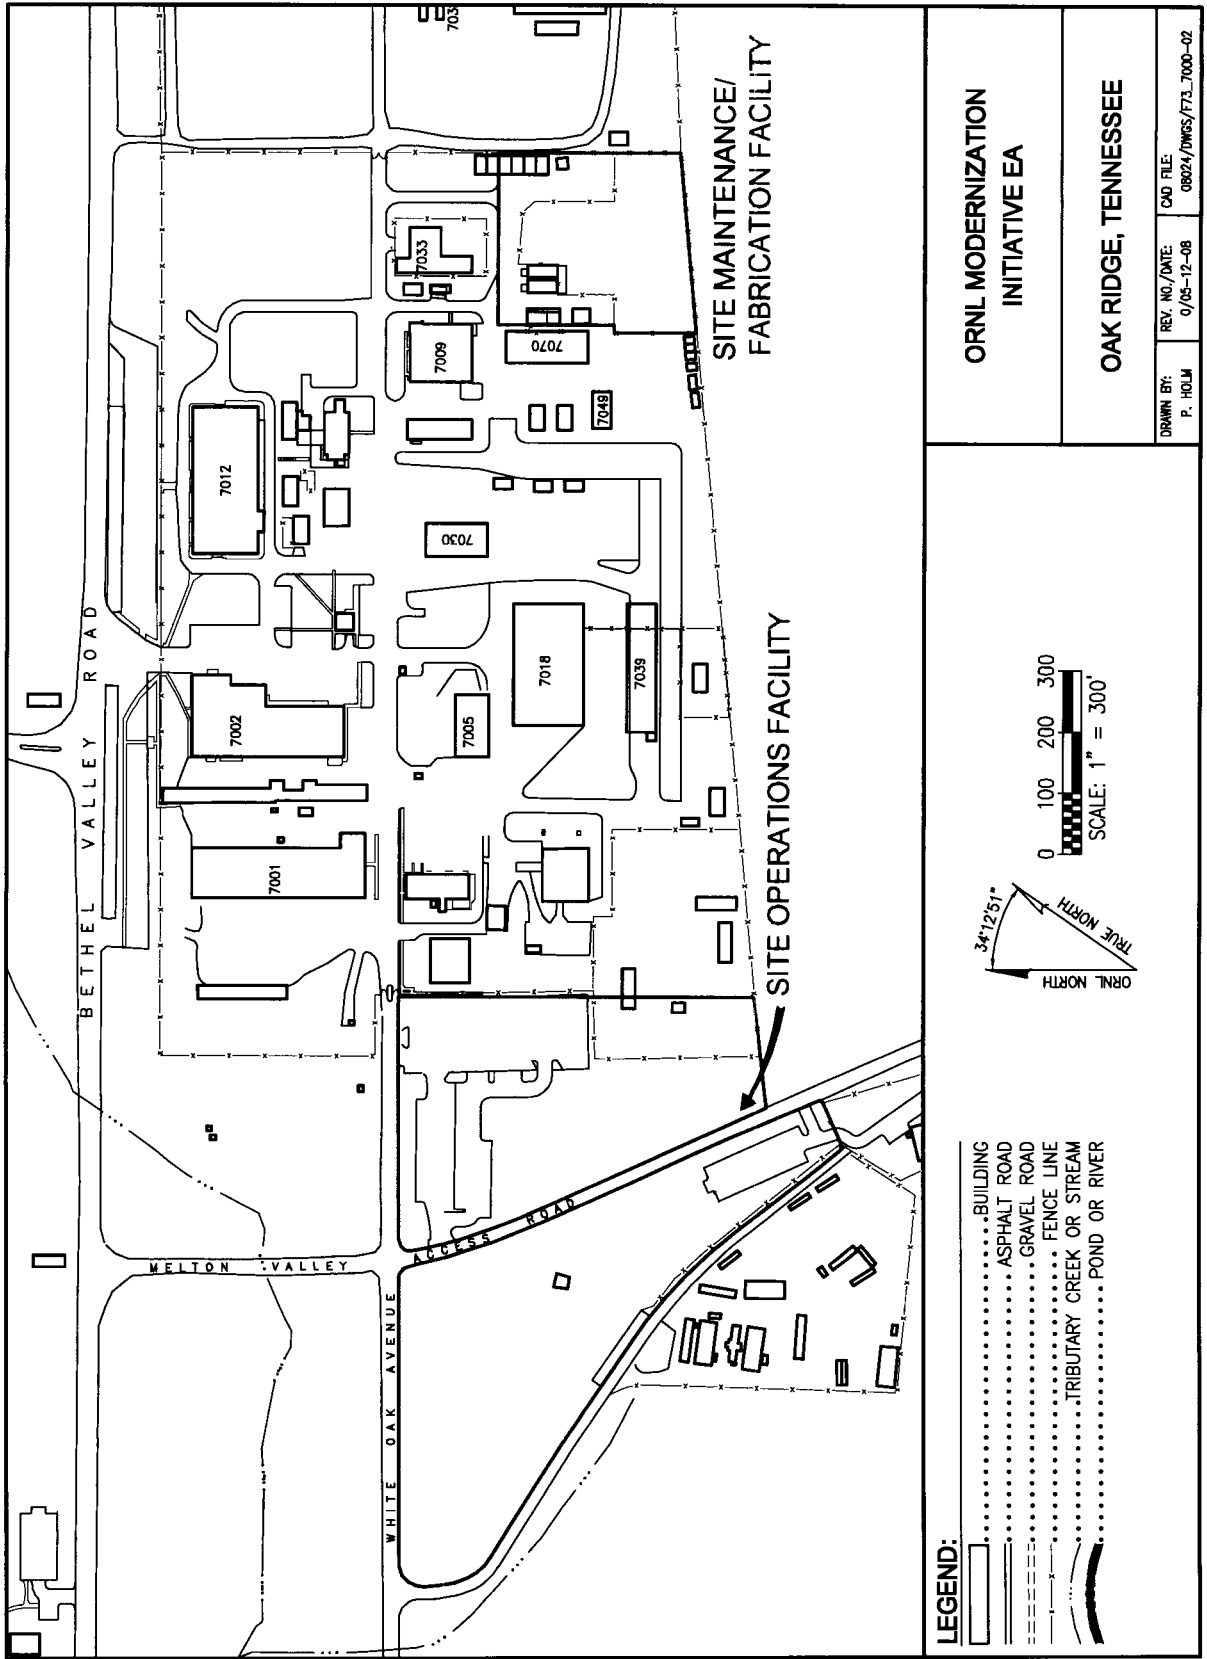 BETHEL VALLEY ROAD
MELTON VALLEY
ACCESS ROAD
WHITE OAK AVENUE
7001
7002
7012
7005
7030
7018
7039
7009
7033
7070
7049
703
SITE MAINTENANCE/
FABRICATION FACILITY
SITE OPERATIONS FACILITY
LEGEND:
BUILDING
ASPHALT ROAD
GRAVEL ROAD
FENCE LINE
TRIBUTARY CREEK OR STREAM
POND OR RIVER
34°12'51"
ORNL NORTH
TRUE NORTH
0 100 200 300
SCALE: 1" = 300'
ORNL MODERNIZATION
INITIATIVE EA
OAK RIDGE, TENNESSEE
DRAWN BY:
P. HOLM
REV. NO./DATE:
0/05-12-08
CAD FILE:
08024/DWGS/F73_7000-02